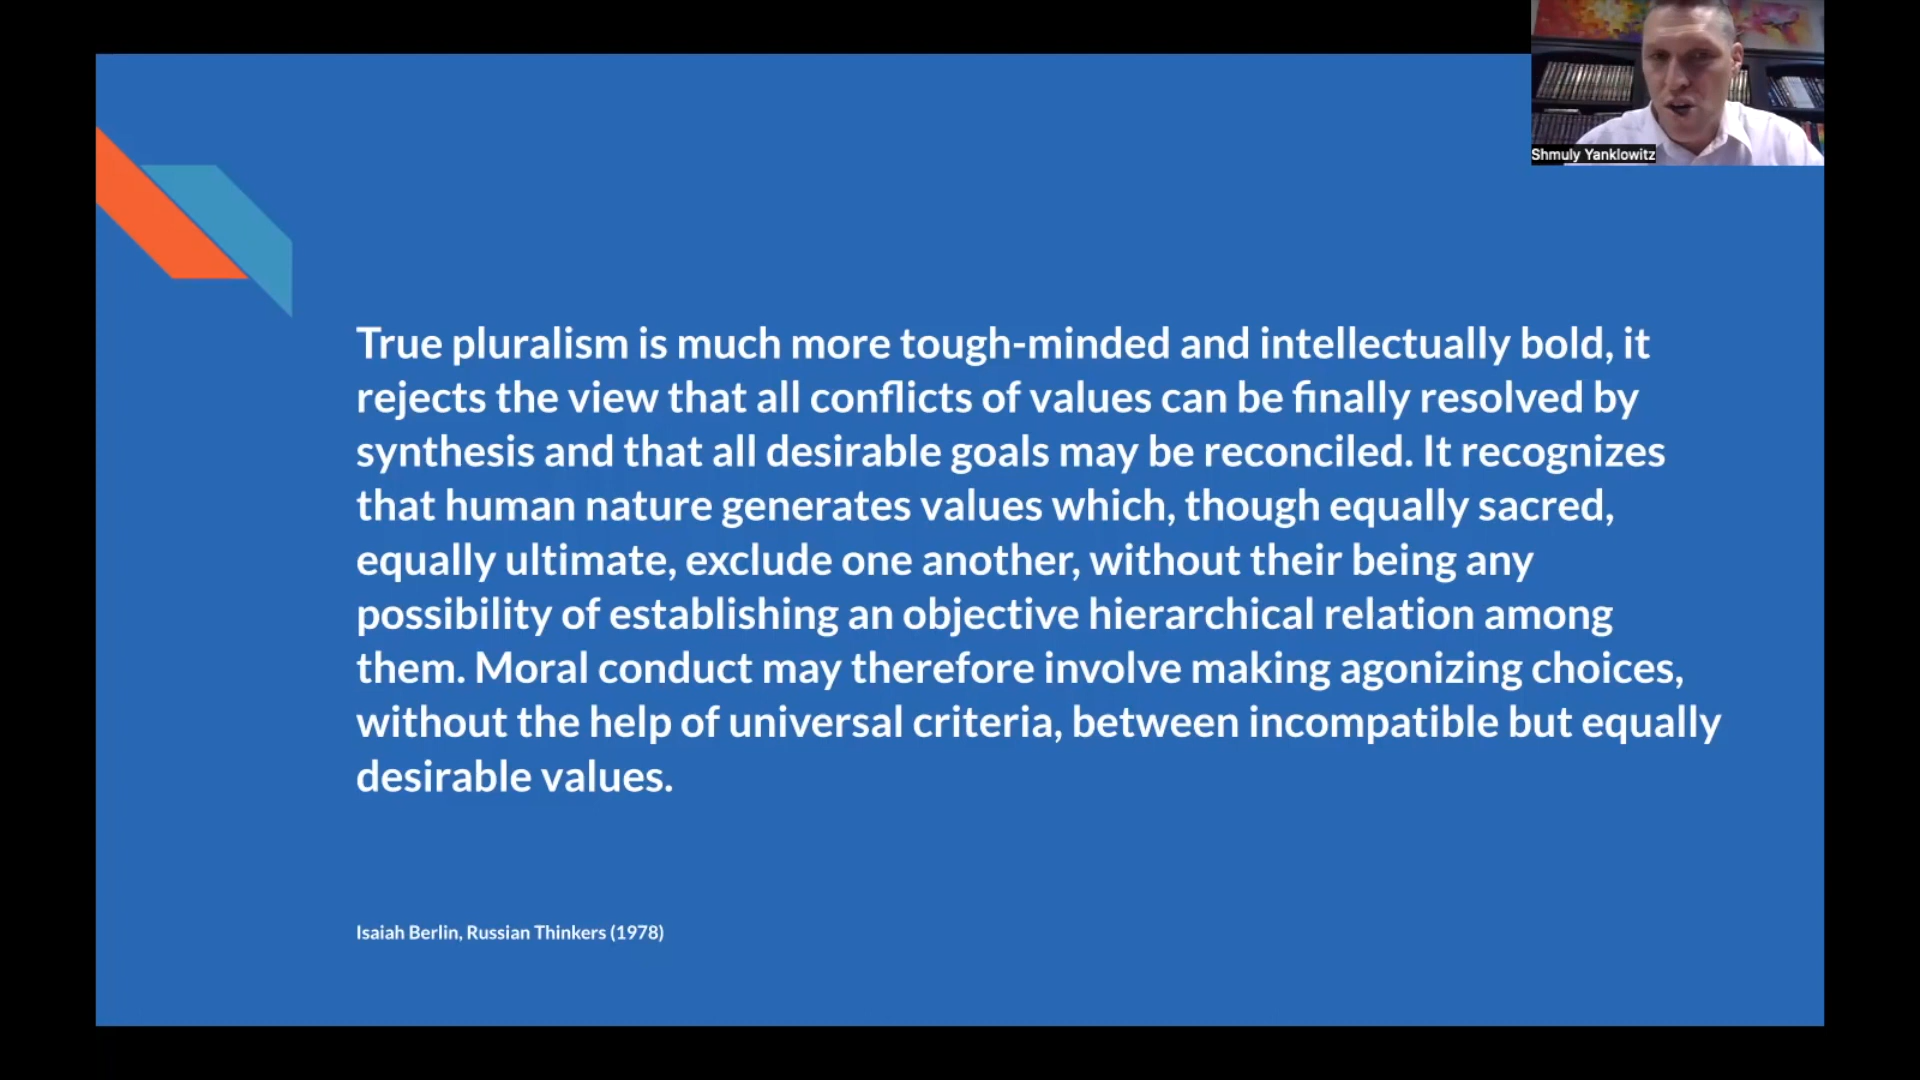 Shmuly Yanklowitz
True pluralism is much more tough-minded and intellectually bold, it
rejects the view that all conflicts of values can be finally resolved by
synthesis and that all desirable goals may be reconciled. It recognizes
that human nature generates values which, though equally sacred,
equally ultimate, exclude one another, without their being any
possibility of establishing an objective hierarchical relation among
them. Moral conduct may therefore involve making agonizing choices,
without the help of universal criteria, between incompatible but equally
desirable values.
Isaiah Berlin, Russian Thinkers (1978)